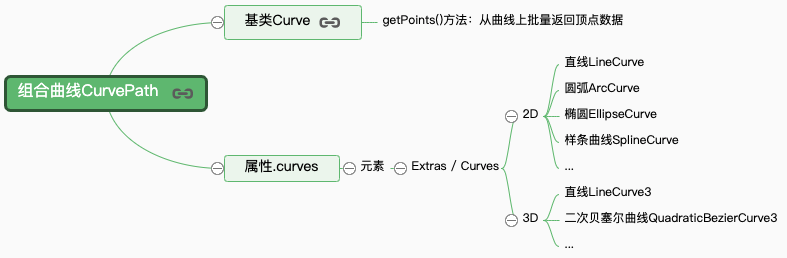 组合曲线CurvePath
基类Curve
getPoints()方法：从曲线上批量返回顶点数据
属性.curves
元素
Extras / Curves
2D
直线LineCurve
圆弧ArcCurve
椭圆EllipseCurve
样条曲线SplineCurve
...
3D
直线LineCurve3
二次贝塞尔曲线QuadraticBezierCurve3
...